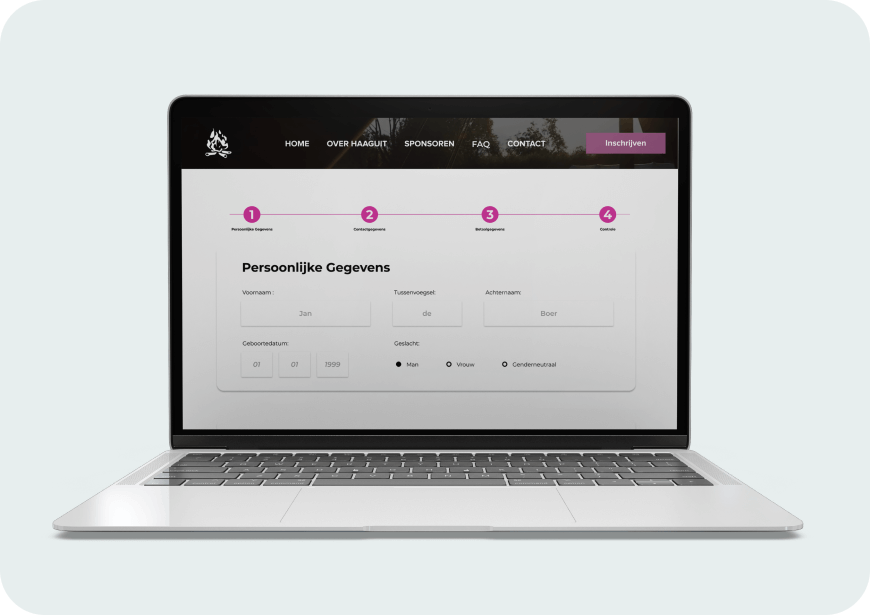 HOME OVER HAAGUIT SPONSOREN FAQ CONTACT Inschrijven
1 2 3 4
Persoonlijke Gegevens Contactgegevens Betaalgegevens Controle
Persoonlijke Gegevens
Voornaam : Tussenvoegsel: Achternaam:
Jan de Boer
Geboortedatum: Geslacht:
01 01 1999 Man Vrouw Genderneutraal